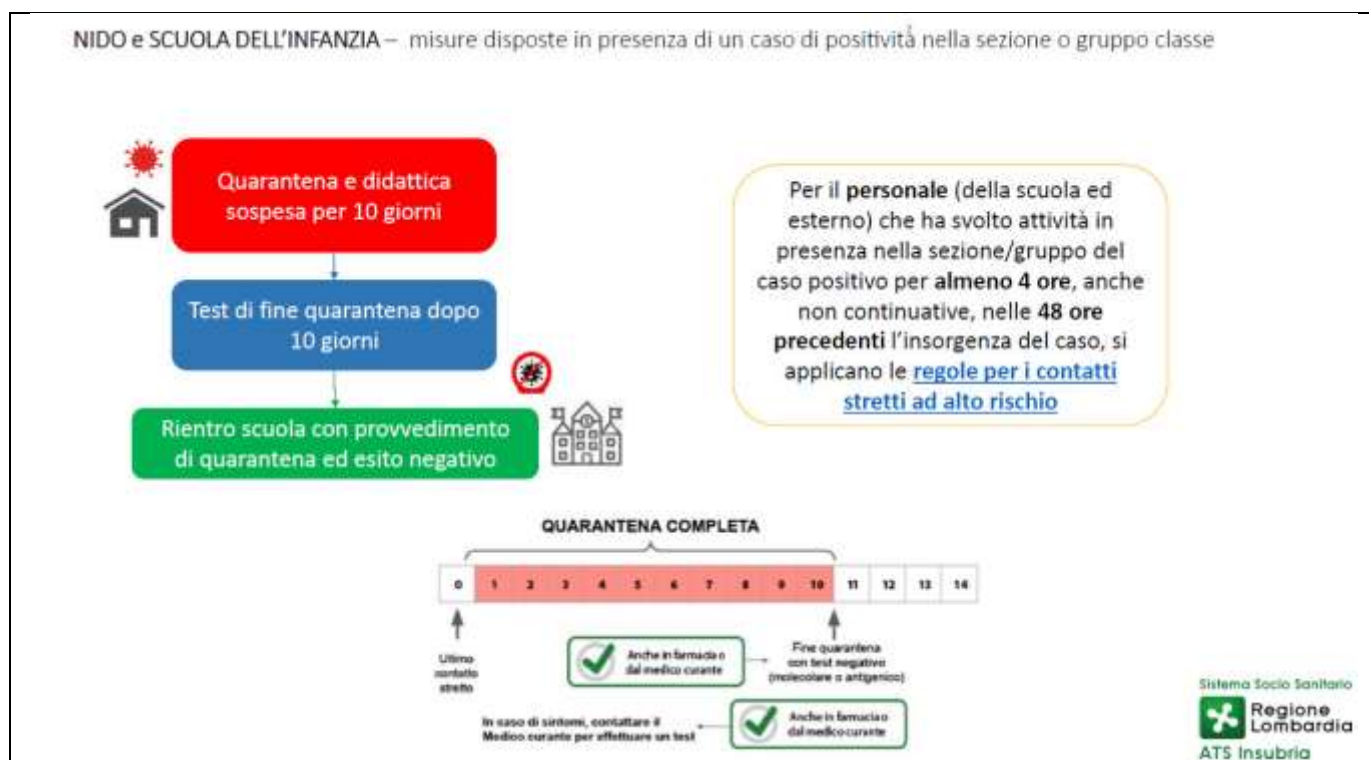 NIDO e SCUOLA DELL'INFANZIA – misure disposte in presenza di un caso di positività nella sezione o gruppo classe
Quarantena e didattica
sospesa per 10 giorni
Test di fine quarantena dopo
10 giorni
Rientro scuola con provvedimento
di quarantena ed esito negativo
Per il personale (della scuola ed
esterno) che ha svolto attività in
presenza nella sezione/gruppo del
caso positivo per almeno 4 ore, anche
non continuative, nelle 48 ore
precedenti l'insorgenza del caso, si
applicano le regole per i contatti
stretti ad alto rischio
QUARANTENA COMPLETA
0 1 2 3 4 5 6 7 8 9 10 11 12 13 14
Ultimo
contatto
stretto
Anche in farmacia o
dal medico curante
Fine quarantena
con test negativo
(molecolare o antigenico)
In caso di sintomi, contattare il
Medico curante per effettuare un test
Anche in farmacia o
dal medico curante
Sistema Socio Sanitario
Regione
Lombardia
ATS Insubria